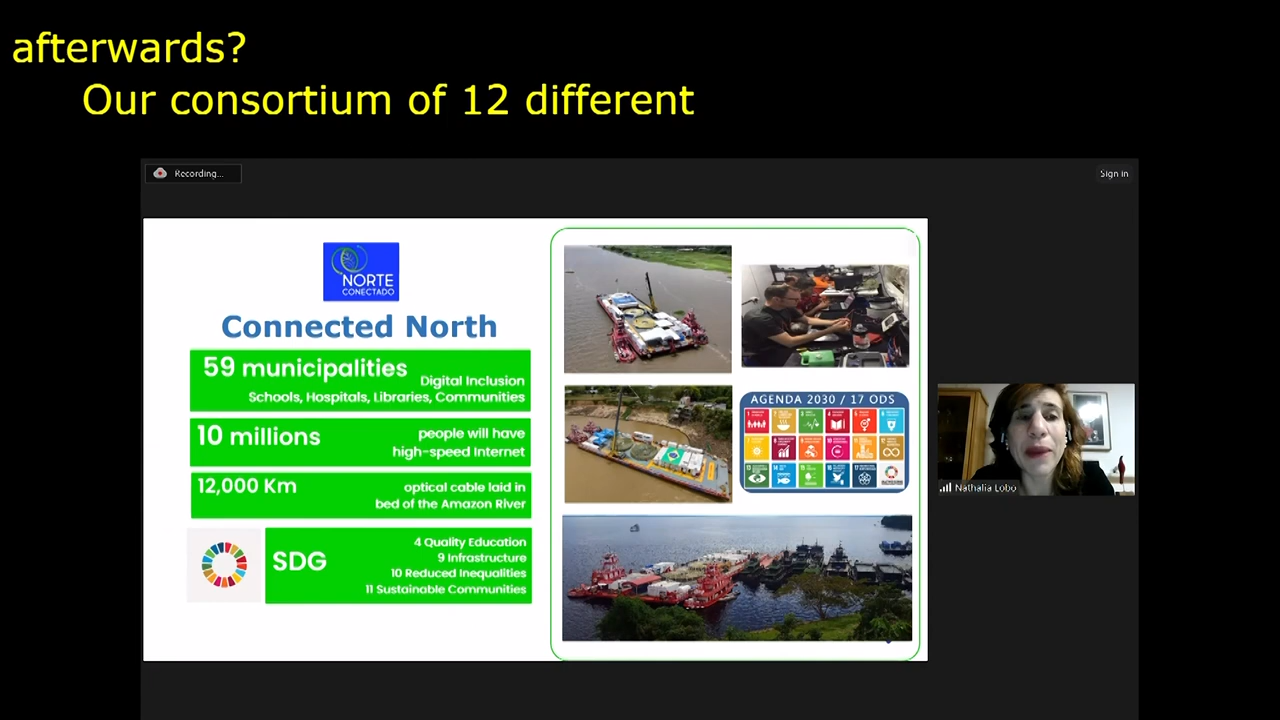 afterwards?
Our consortium of 12 different
Recording...
Sign in
NORTE
CONECTADO
Connected North
59 municipalities
Digital Inclusion
Schools, Hospitals, Libraries, Communities
10 millions
people will have
high-speed Internet
12,000 Km
optical cable laid in
bed of the Amazon River
SDG
4 Quality Education
9 Infrastructure
10 Reduced Inequalities
11 Sustainable Communities
AGENDA 2030 / 17 ODS
Nathalia Lobo